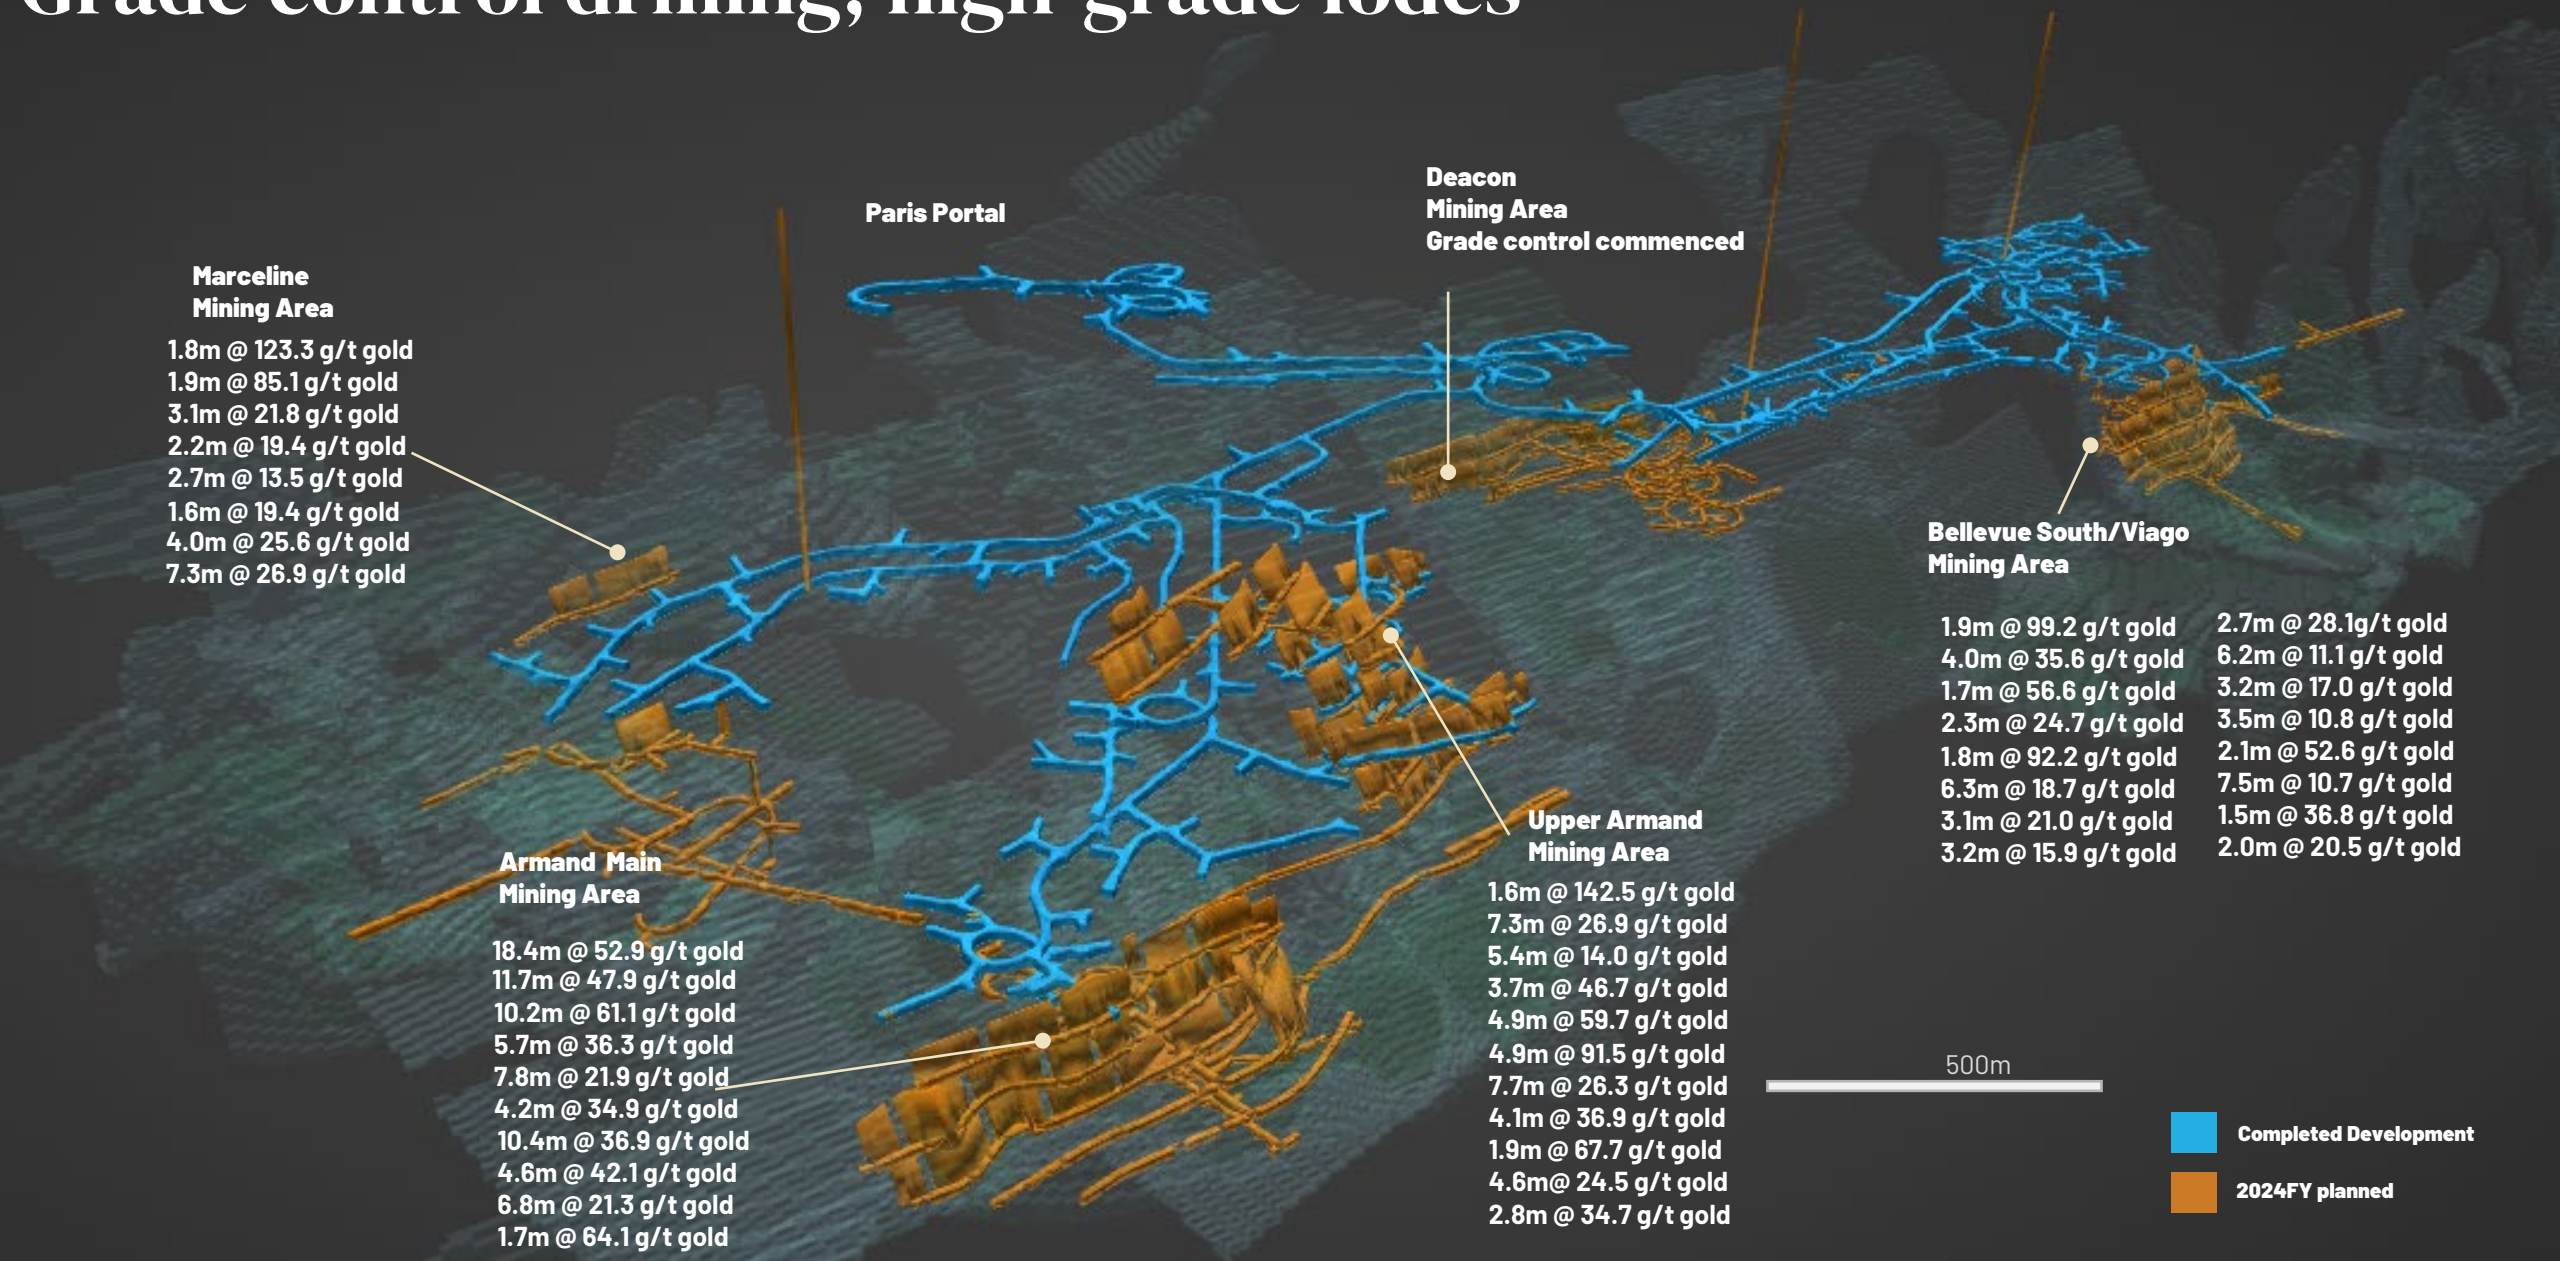 Grade control drilling, high grade lodes
Paris Portal
Deacon
Mining Area
Grade control commenced
Marceline
Mining Area
1.8m @ 123.3 g/t gold
1.9m @ 85.1 g/t gold
3.1m @ 21.8 g/t gold
2.2m @ 19.4 g/t gold
2.7m @ 13.5 g/t gold
1.6m @ 19.4 g/t gold
4.0m @ 25.6 g/t gold
7.3m @ 26.9 g/t gold
Bellevue South/Viago
Mining Area
1.9m @ 99.2 g/t gold
4.0m @ 35.6 g/t gold
1.7m @ 56.6 g/t gold
2.3m @ 24.7 g/t gold
1.8m @ 92.2 g/t gold
6.3m @ 18.7 g/t gold
3.1m @ 21.0 g/t gold
3.2m @ 15.9 g/t gold
2.7m @ 28.1g/t gold
6.2m @ 11.1 g/t gold
3.2m @ 17.0 g/t gold
3.5m @ 10.8 g/t gold
2.1m @ 52.6 g/t gold
7.5m @ 10.7 g/t gold
1.5m @ 36.8 g/t gold
2.0m @ 20.5 g/t gold
Armand Main
Mining Area
18.4m @ 52.9 g/t gold
11.7m @ 47.9 g/t gold
10.2m @ 61.1 g/t gold
5.7m @ 36.3 g/t gold
7.8m @ 21.9 g/t gold
4.2m @ 34.9 g/t gold
10.4m @ 36.9 g/t gold
4.6m @ 42.1 g/t gold
6.8m @ 21.3 g/t gold
1.7m @ 64.1 g/t gold
Upper Armand
Mining Area
1.6m @ 142.5 g/t gold
7.3m @ 26.9 g/t gold
5.4m @ 14.0 g/t gold
3.7m @ 46.7 g/t gold
4.9m @ 59.7 g/t gold
4.9m @ 91.5 g/t gold
7.7m @ 26.3 g/t gold
4.1m @ 36.9 g/t gold
1.9m @ 67.7 g/t gold
4.6m@ 24.5 g/t gold
2.8m @ 34.7 g/t gold
500m
Completed Development
2024FY planned